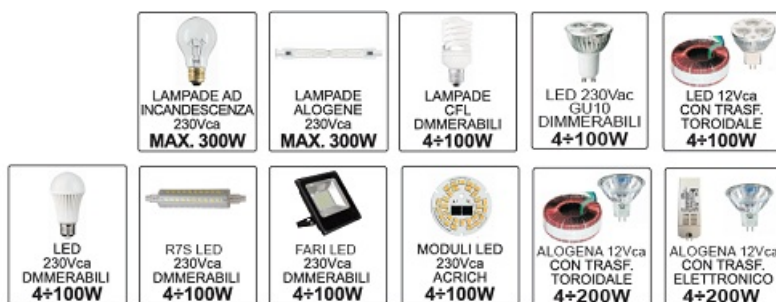 LAMPADE AD
INCANDESCENZA
230Vca
MAX. 300W
LAMPADE
ALOGENE
230Vca
MAX. 300W
LAMPADE
CFL
DMMERABILI
4÷100W
LED 230Vac
GU10
DIMMERABILI
4÷100W
LED 12Vca
CON TRASF.
TOROIDALE
4÷100W
LED
230Vca
DMMERABILI
4÷100W
R7S LED
230Vca
DMMERABILI
4÷100W
FARI LED
230Vca
DMMERABILI
4÷100W
MODULI LED
230Vca
ACRICH
4÷100W
ALOGENA 12Vca
CON TRASF.
TOROIDALE
4÷200W
ALOGENA 12Vca
CON TRASF.
ELETTRONICO
4÷200W